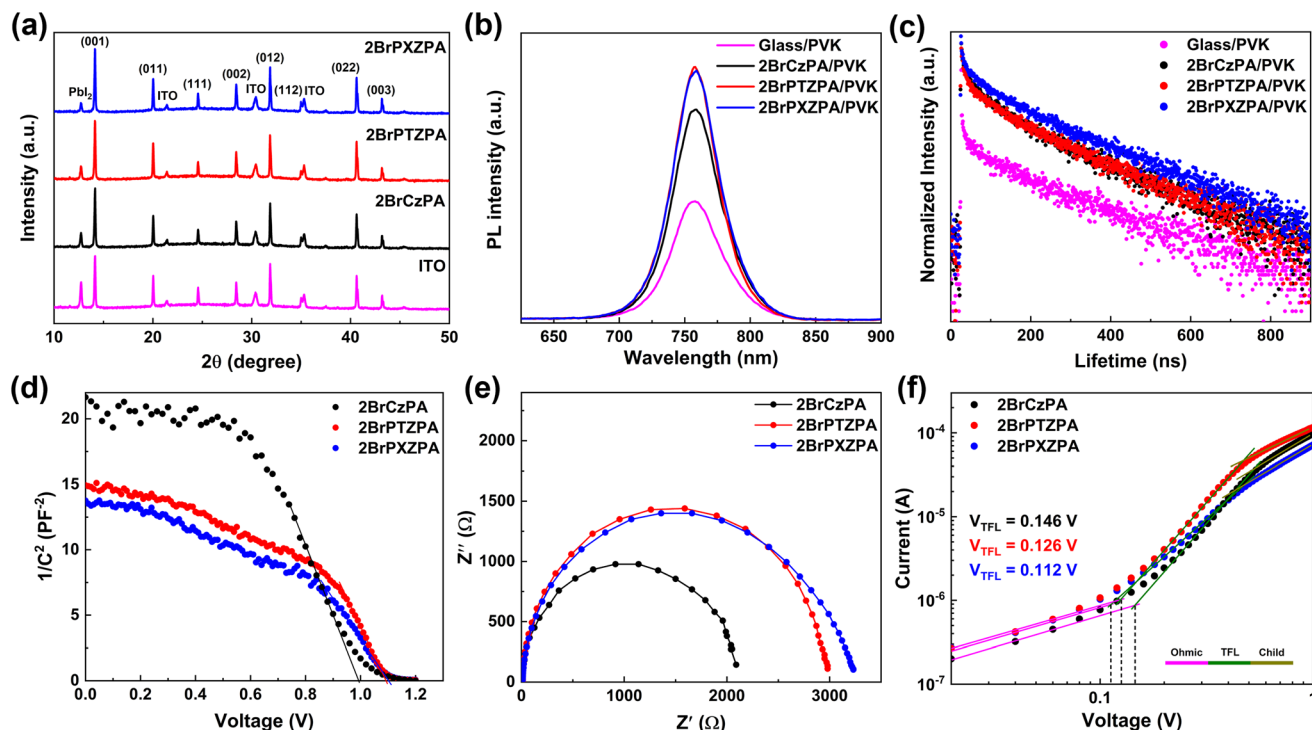 (a)
2BrPXZPA
(001)
(011)
(012)
(022)
(002)
(111)
(112)
(003)
PbI2
ITO
ITO
ITO
2BrPTZPA
2BrCzPA
ITO
Intensity (a.u.)
10 20 30 40 50
2θ (degree)
(b)
Glass/PVK
2BrCzPA/PVK
2BrPTZPA/PVK
2BrPXZPA/PVK
PL intensity (a.u.)
650 700 750 800 850 900
Wavelength (nm)
(c)
Glass/PVK
2BrCzPA/PVK
2BrPTZPA/PVK
2BrPXZPA/PVK
Normalized Intensity (a.u.)
0 200 400 600 800
Lifetime (ns)
(d)
2BrCzPA
2BrPTZPA
2BrPXZPA
1/C⁻² (PF⁻²)
20
15
10
5
0
0.0 0.2 0.4 0.6 0.8 1.0 1.2
Voltage (V)
(e)
2BrCzPA
2BrPTZPA
2BrPXZPA
Z'' (Ω)
2500
2000
1500
1000
500
0
0 1000 2000 3000
Z' (Ω)
(f)
2BrCzPA
2BrPTZPA
2BrPXZPA
V_TFL = 0.146 V
V_TFL = 0.126 V
V_TFL = 0.112 V
Ohmic TFL Child
Current (A)
10⁻⁴
10⁻⁵
10⁻⁶
10⁻⁷
0.1 1
Voltage (V)